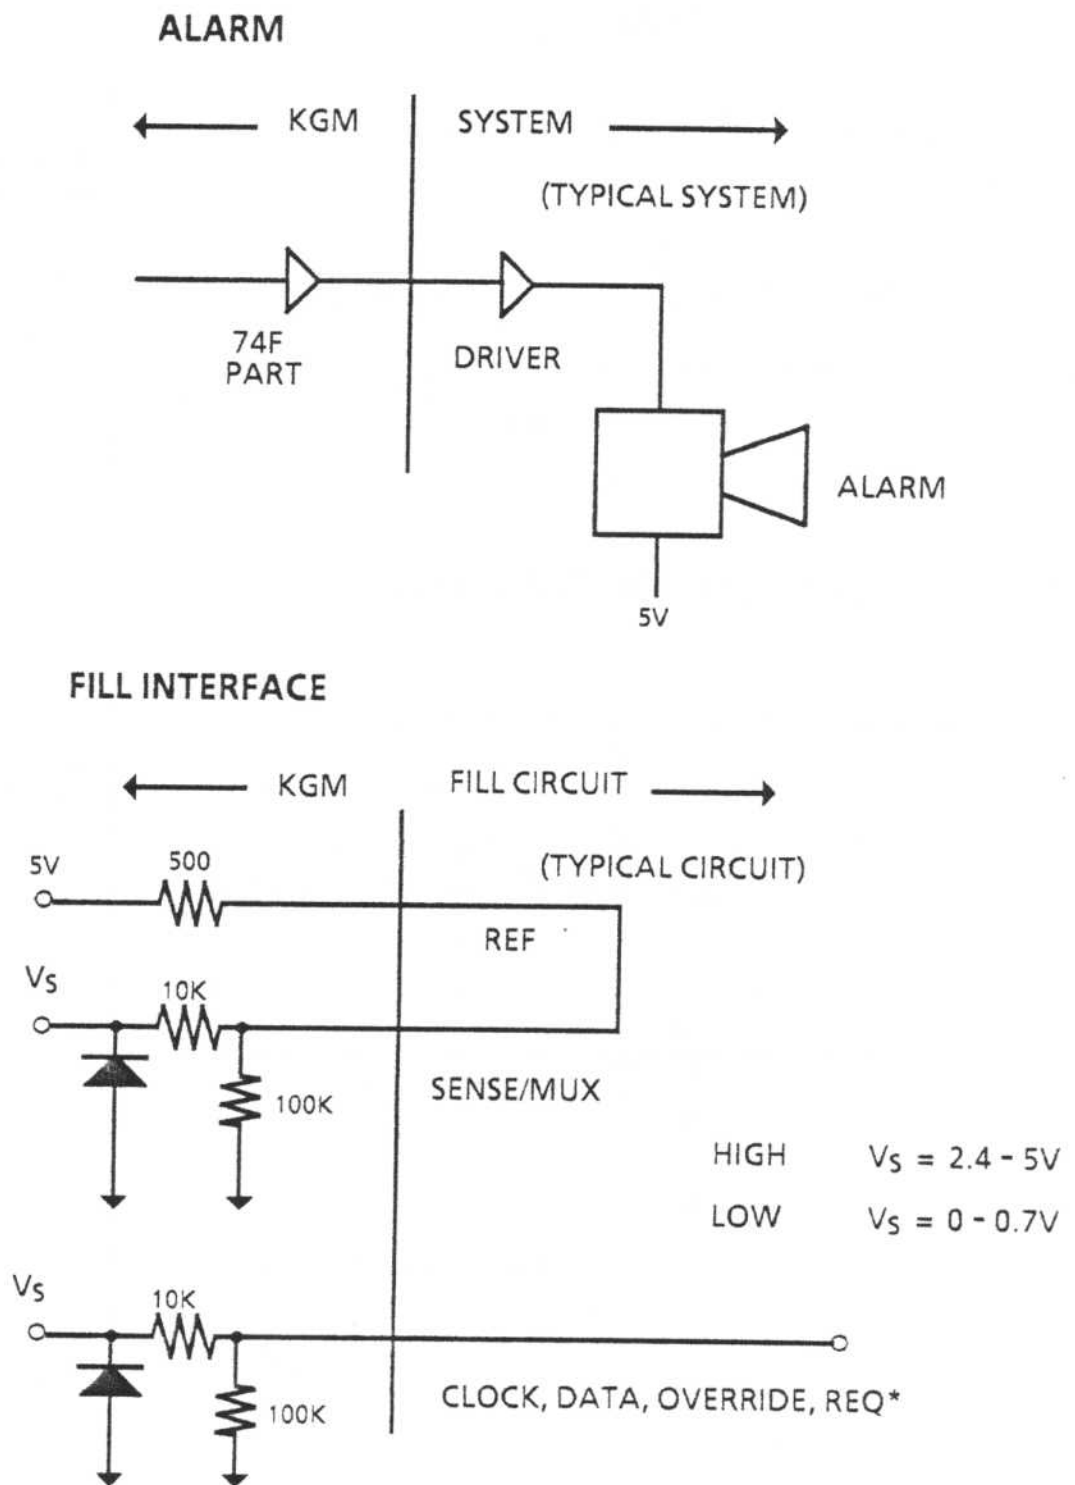 ALARM
KGM
SYSTEM
(TYPICAL SYSTEM)
74F
PART
DRIVER
ALARM
5V
FILL INTERFACE
KGM
FILL CIRCUIT
(TYPICAL CIRCUIT)
5V
500
REF
VS
10K
100K
SENSE/MUX
HIGH VS = 2.4 - 5V
LOW VS = 0 - 0.7V
VS
10K
100K
CLOCK, DATA, OVERRIDE, REQ*